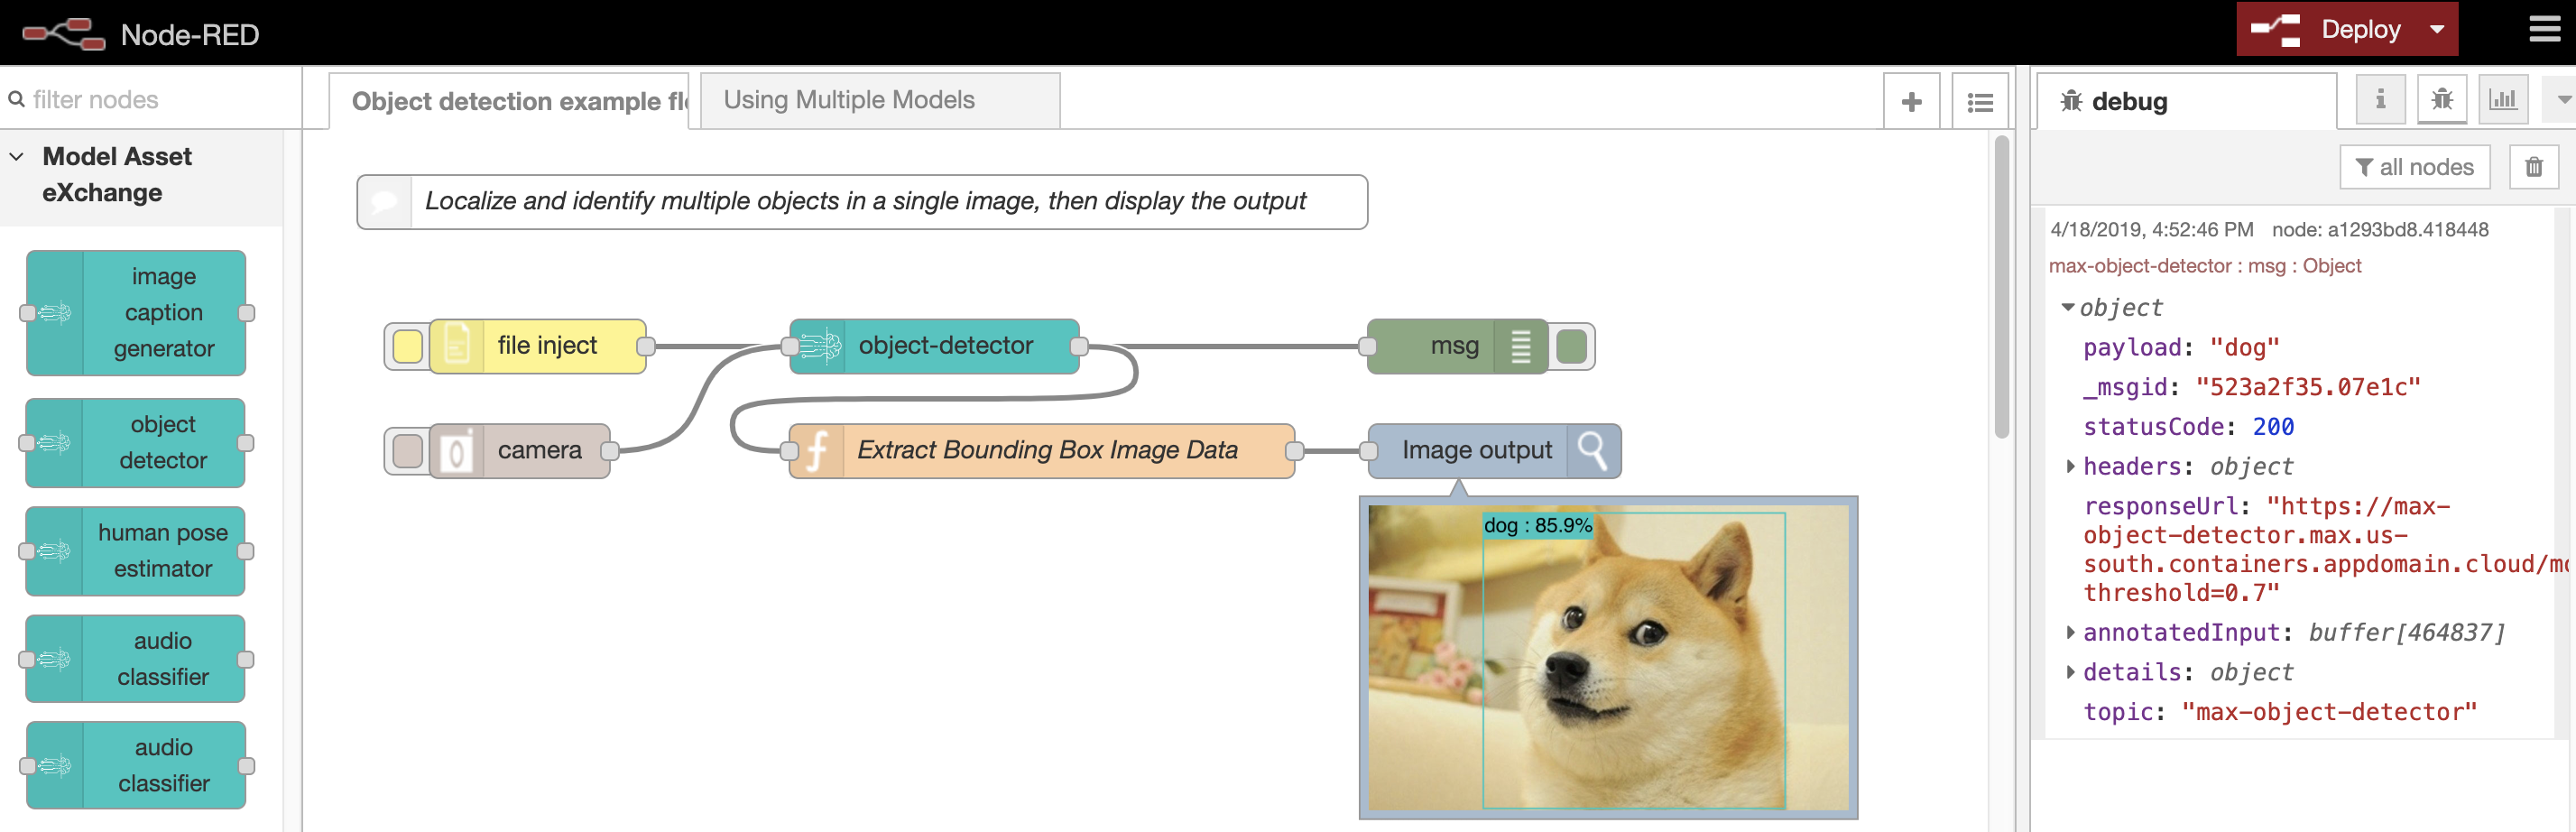 Node-RED
Deploy
filter nodes
Model Asset
eXchange
image
caption
generator
object
detector
human pose
estimator
audio
classifier
audio
classifier
Object detection example flo
Using Multiple Models
Localize and identify multiple objects in a single image, then display the output
file inject
object-detector
msg
camera
f
Extract Bounding Box Image Data
Image output
dog : 85.9%
debug
i
all nodes
4/18/2019, 4:52:46 PM node: a1293bd8.418448
max-object-detector : msg : Object
object
payload: "dog"
_msgid: "523a2f35.07e1c"
statusCode: 200
headers: object
responseUrl: "https://max-
object-detector.max.us-
south.containers.appdomain.cloud/mo
threshold=0.7"
annotatedInput: buffer[464837]
details: object
topic: "max-object-detector"